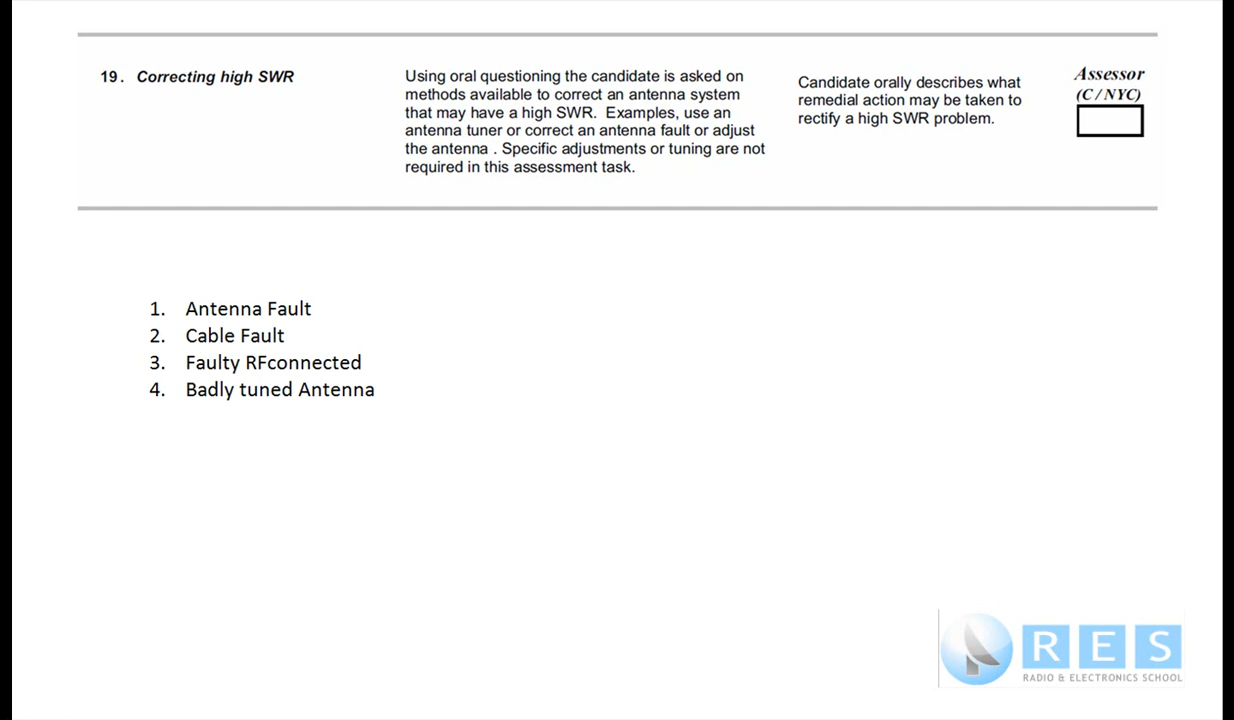 19. Correcting high SWR
Using oral questioning the candidate is asked on
methods available to correct an antenna system
that may have a high SWR. Examples, use an
antenna tuner or correct an antenna fault or adjust
the antenna . Specific adjustments or tuning are not
required in this assessment task.
Candidate orally describes what
remedial action may be taken to
rectify a high SWR problem.
Assessor
(C / NYC)
1. Antenna Fault
2. Cable Fault
3. Faulty RFconnected
4. Badly tuned Antenna
R E S
RADIO & ELECTRONICS SCHOOL